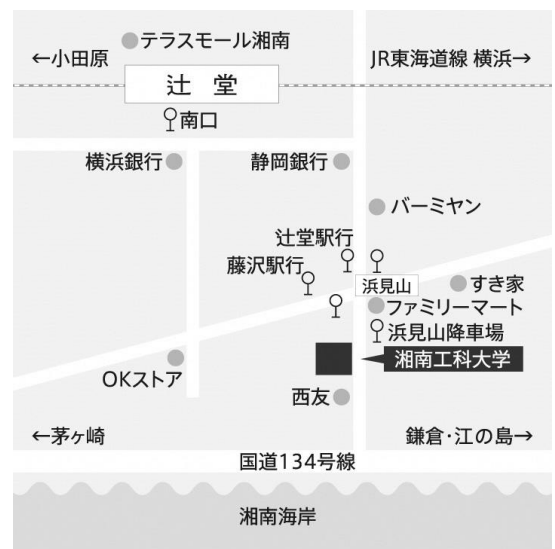 テラスモール湘南
←小田原
JR東海道線 横浜→
辻 堂
南口
横浜銀行
静岡銀行
バーミヤン
辻堂駅行
藤沢駅行
浜見山
すき家
ファミリーマート
浜見山降車場
湘南工科大学
OKストア
西友
←茅ヶ崎
鎌倉・江の島→
国道134号線
湘南海岸